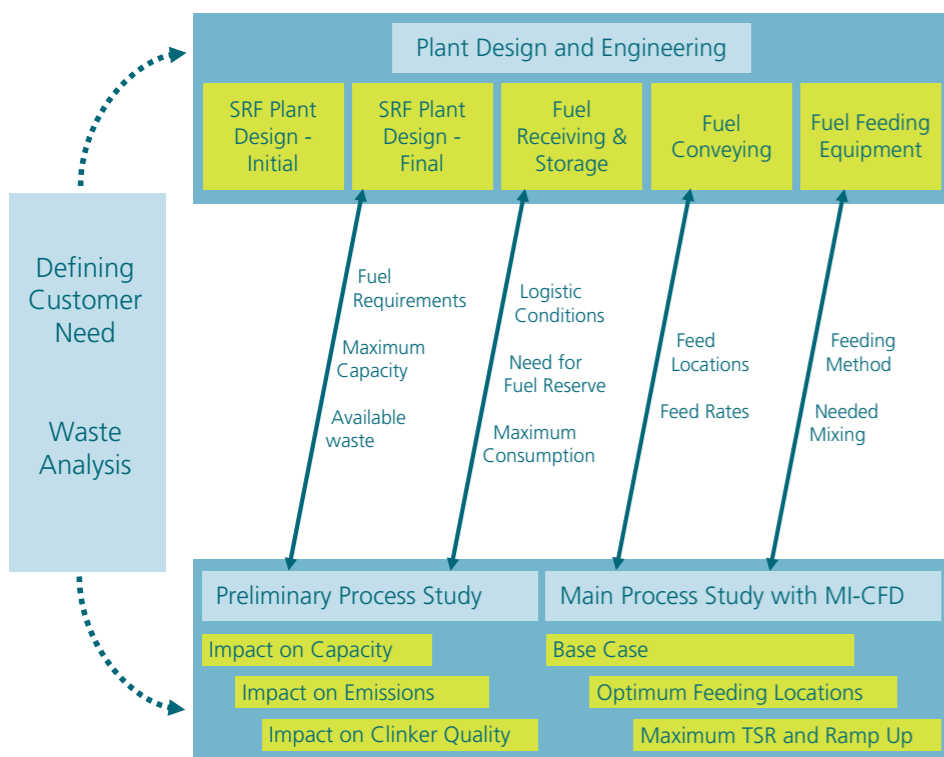 Plant Design and Engineering
SRF Plant
Design -
Initial
SRF Plant
Design -
Final
Fuel
Receiving &
Storage
Fuel
Conveying
Fuel Feeding
Equipment
Defining
Customer
Need
Waste
Analysis
Fuel
Requirements
Maximum
Capacity
Available
waste
Logistic
Conditions
Need for
Fuel Reserve
Maximum
Consumption
Feed
Locations
Feed Rates
Feeding
Method
Needed
Mixing
Preliminary Process Study
Impact on Capacity
Impact on Emissions
Impact on Clinker Quality
Main Process Study with MI-CFD
Base Case
Optimum Feeding Locations
Maximum TSR and Ramp Up